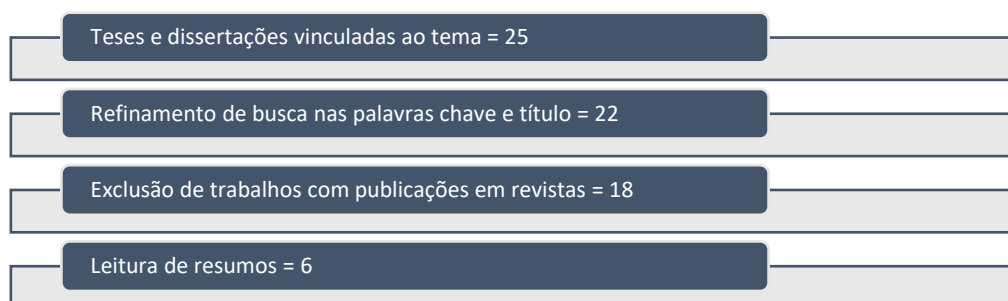 Teses e dissertações vinculadas ao tema = 25
Refinamento de busca nas palavras chave e título = 22
Exclusão de trabalhos com publicações em revistas = 18
Leitura de resumos = 6